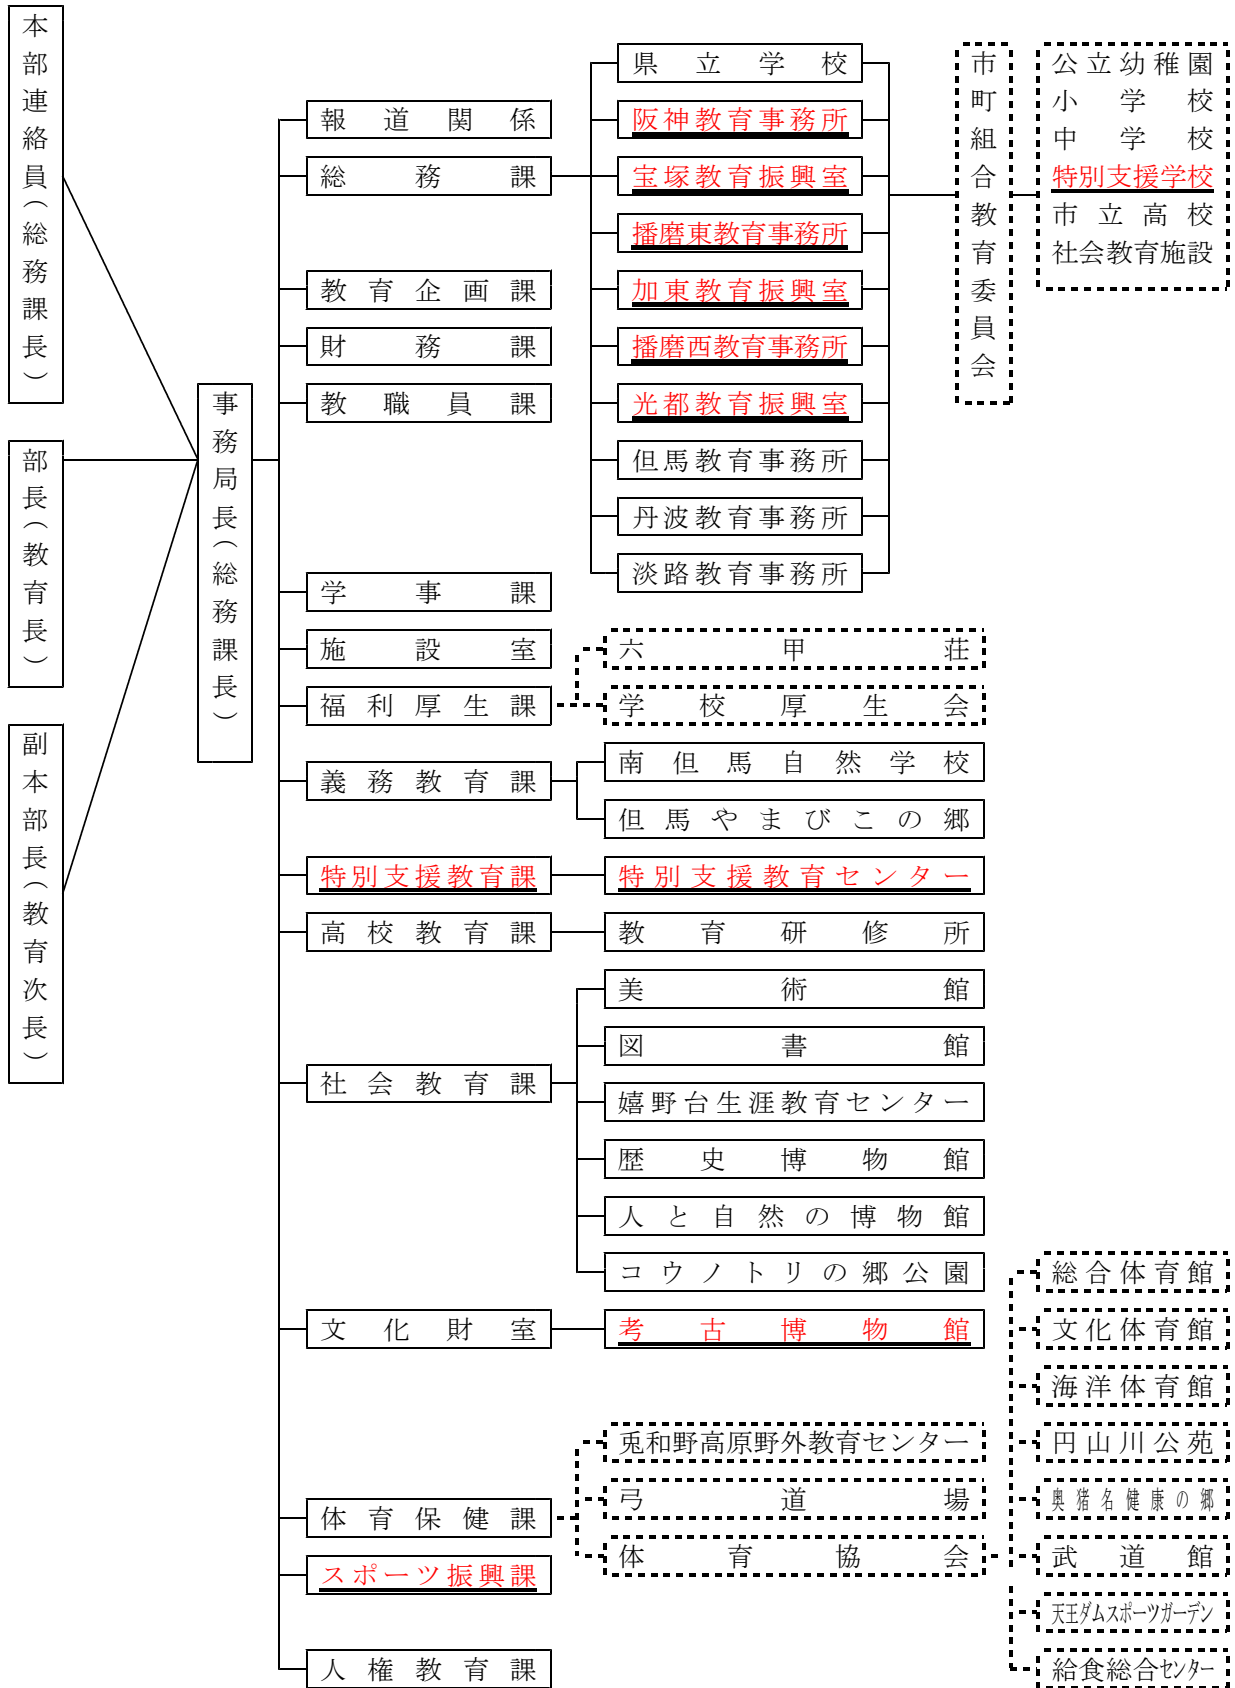 本部連絡員（総務課長）
部長（教育長）
副本部長（教育次長）
事務局長（総務課長）
報道関係
総務課
教育企画課
財務課
教職員課
学事課
施設室
福利厚生課
義務教育課
特別支援教育課
高校教育課
社会教育課
文化財室
体育保健課
スポーツ振興課
人権教育課
県立学校
阪神教育事務所
宝塚教育振興室
播磨東教育事務所
加東教育振興室
播磨西教育事務所
光都教育振興室
但馬教育事務所
丹波教育事務所
淡路教育事務所
六甲荘
学校厚生会
南但馬自然学校
但馬やまびこの郷
特別支援教育センター
教育研修所
美術館
図書館
嬉野台生涯教育センター
歴史博物館
人と自然の博物館
コウノトリの郷公園
考古博物館
兎和野高原野外教育センター
弓道場
体育協会
市町組合教育委員会
公立幼稚園
小学校
中学校
特別支援学校
市立高校
社会教育施設
総合体育館
文化体育館
海洋体育館
円山川公苑
奥猪名健康の郷
武道館
天王ダムスポーツガーデン
給食総合センター